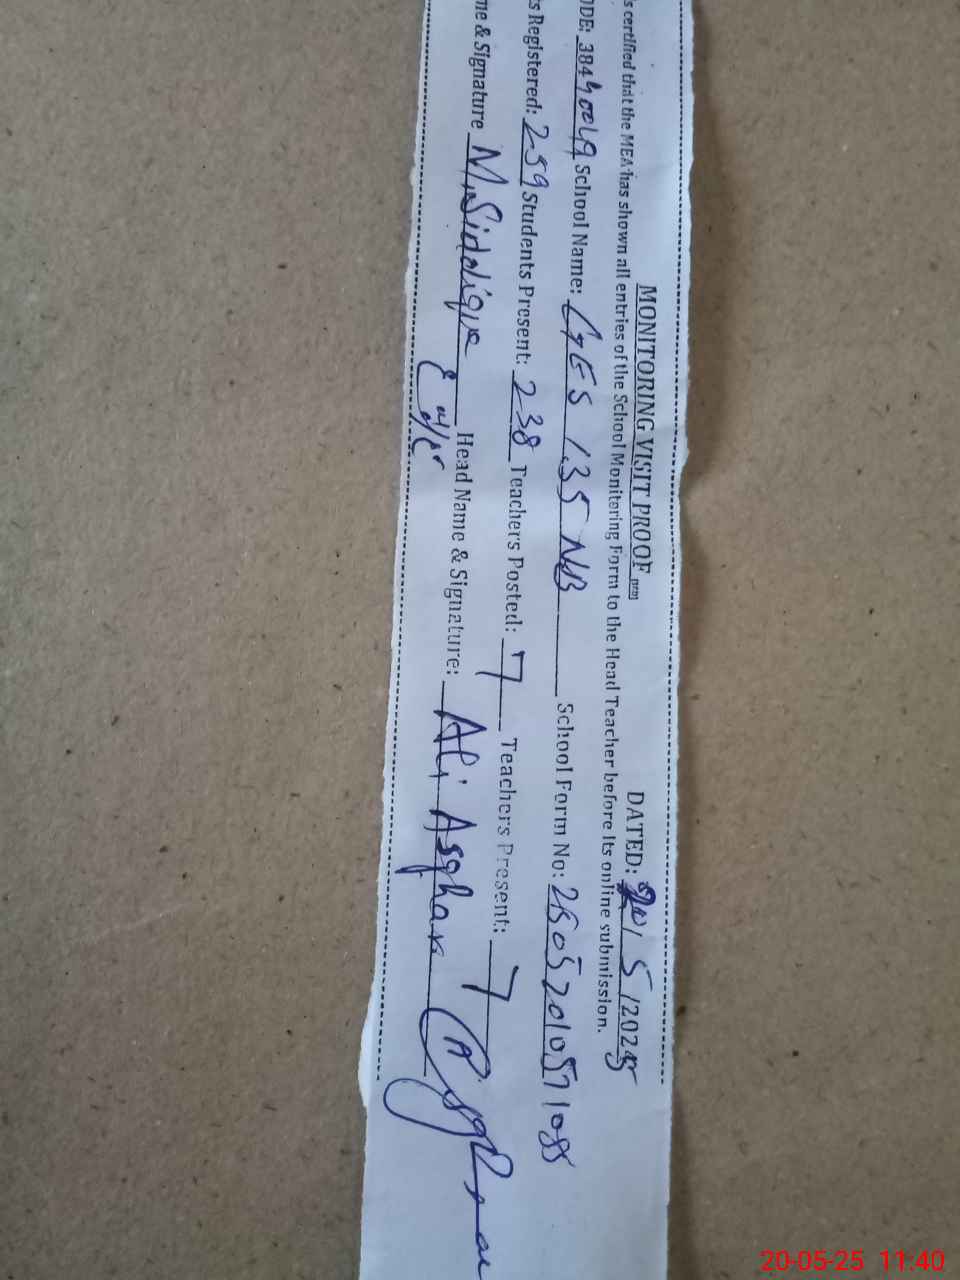 MONITORING VISIT PROOF DATED: 20/5/2025
s certified that the MEA has shown all entries of the School Monitoring Form to the Head Teacher before its online submission.
ODE: 38440019 School Name: GES 135 NB School Form No:
s Registered: 259 Students Present: 238 Teachers Posted: 7 Teachers Present: 7
me & Signature M. Siddique Head Name & Signature: Ali Asghar
20-05-25 11:40